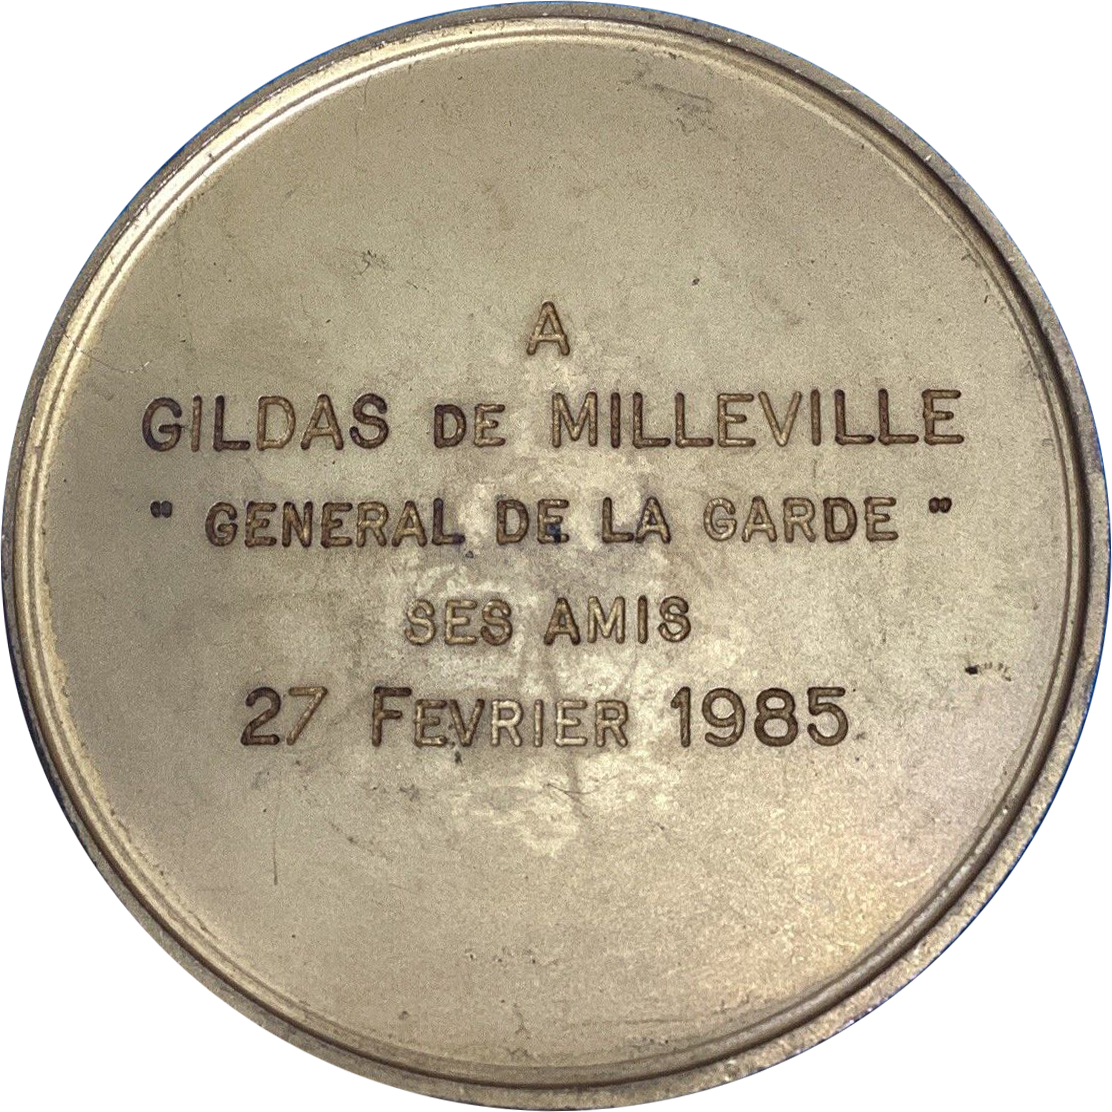 A
GILDAS DE MILLEVILLE
" GENERAL DE LA GARDE "
SES AMIS
27 FEVRIER 1985